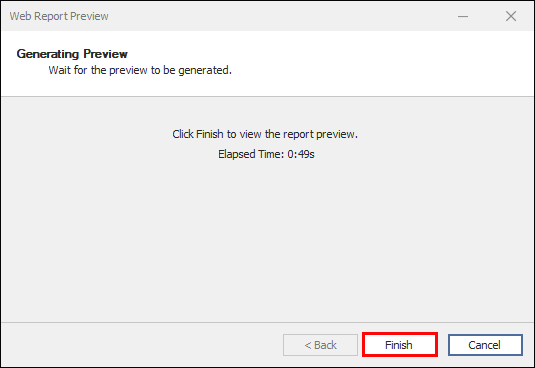 Web Report Preview
Generating Preview
Wait for the preview to be generated.
Click Finish to view the report preview.
Elapsed Time: 0:49s
< Back
Finish
Cancel